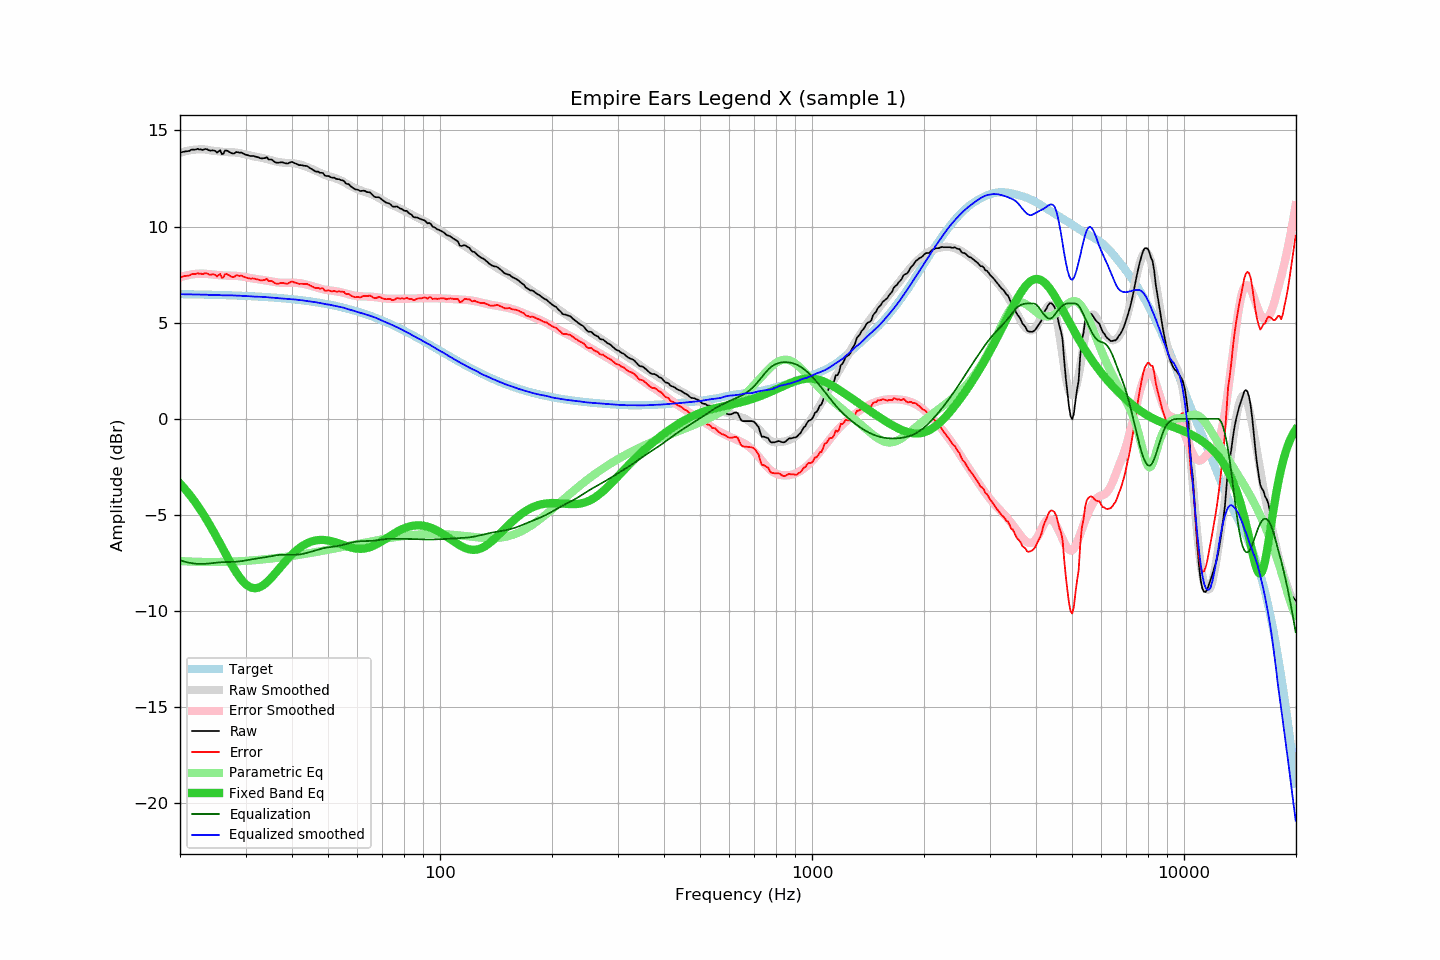 Empire Ears Legend X (sample 1)
15
10
5
0
−5
−10
−15
−20
Amplitude (dBr)
Target
Raw Smoothed
Error Smoothed
Raw
Error
Parametric Eq
Fixed Band Eq
Equalization
Equalized smoothed
100 1000 10000
Frequency (Hz)